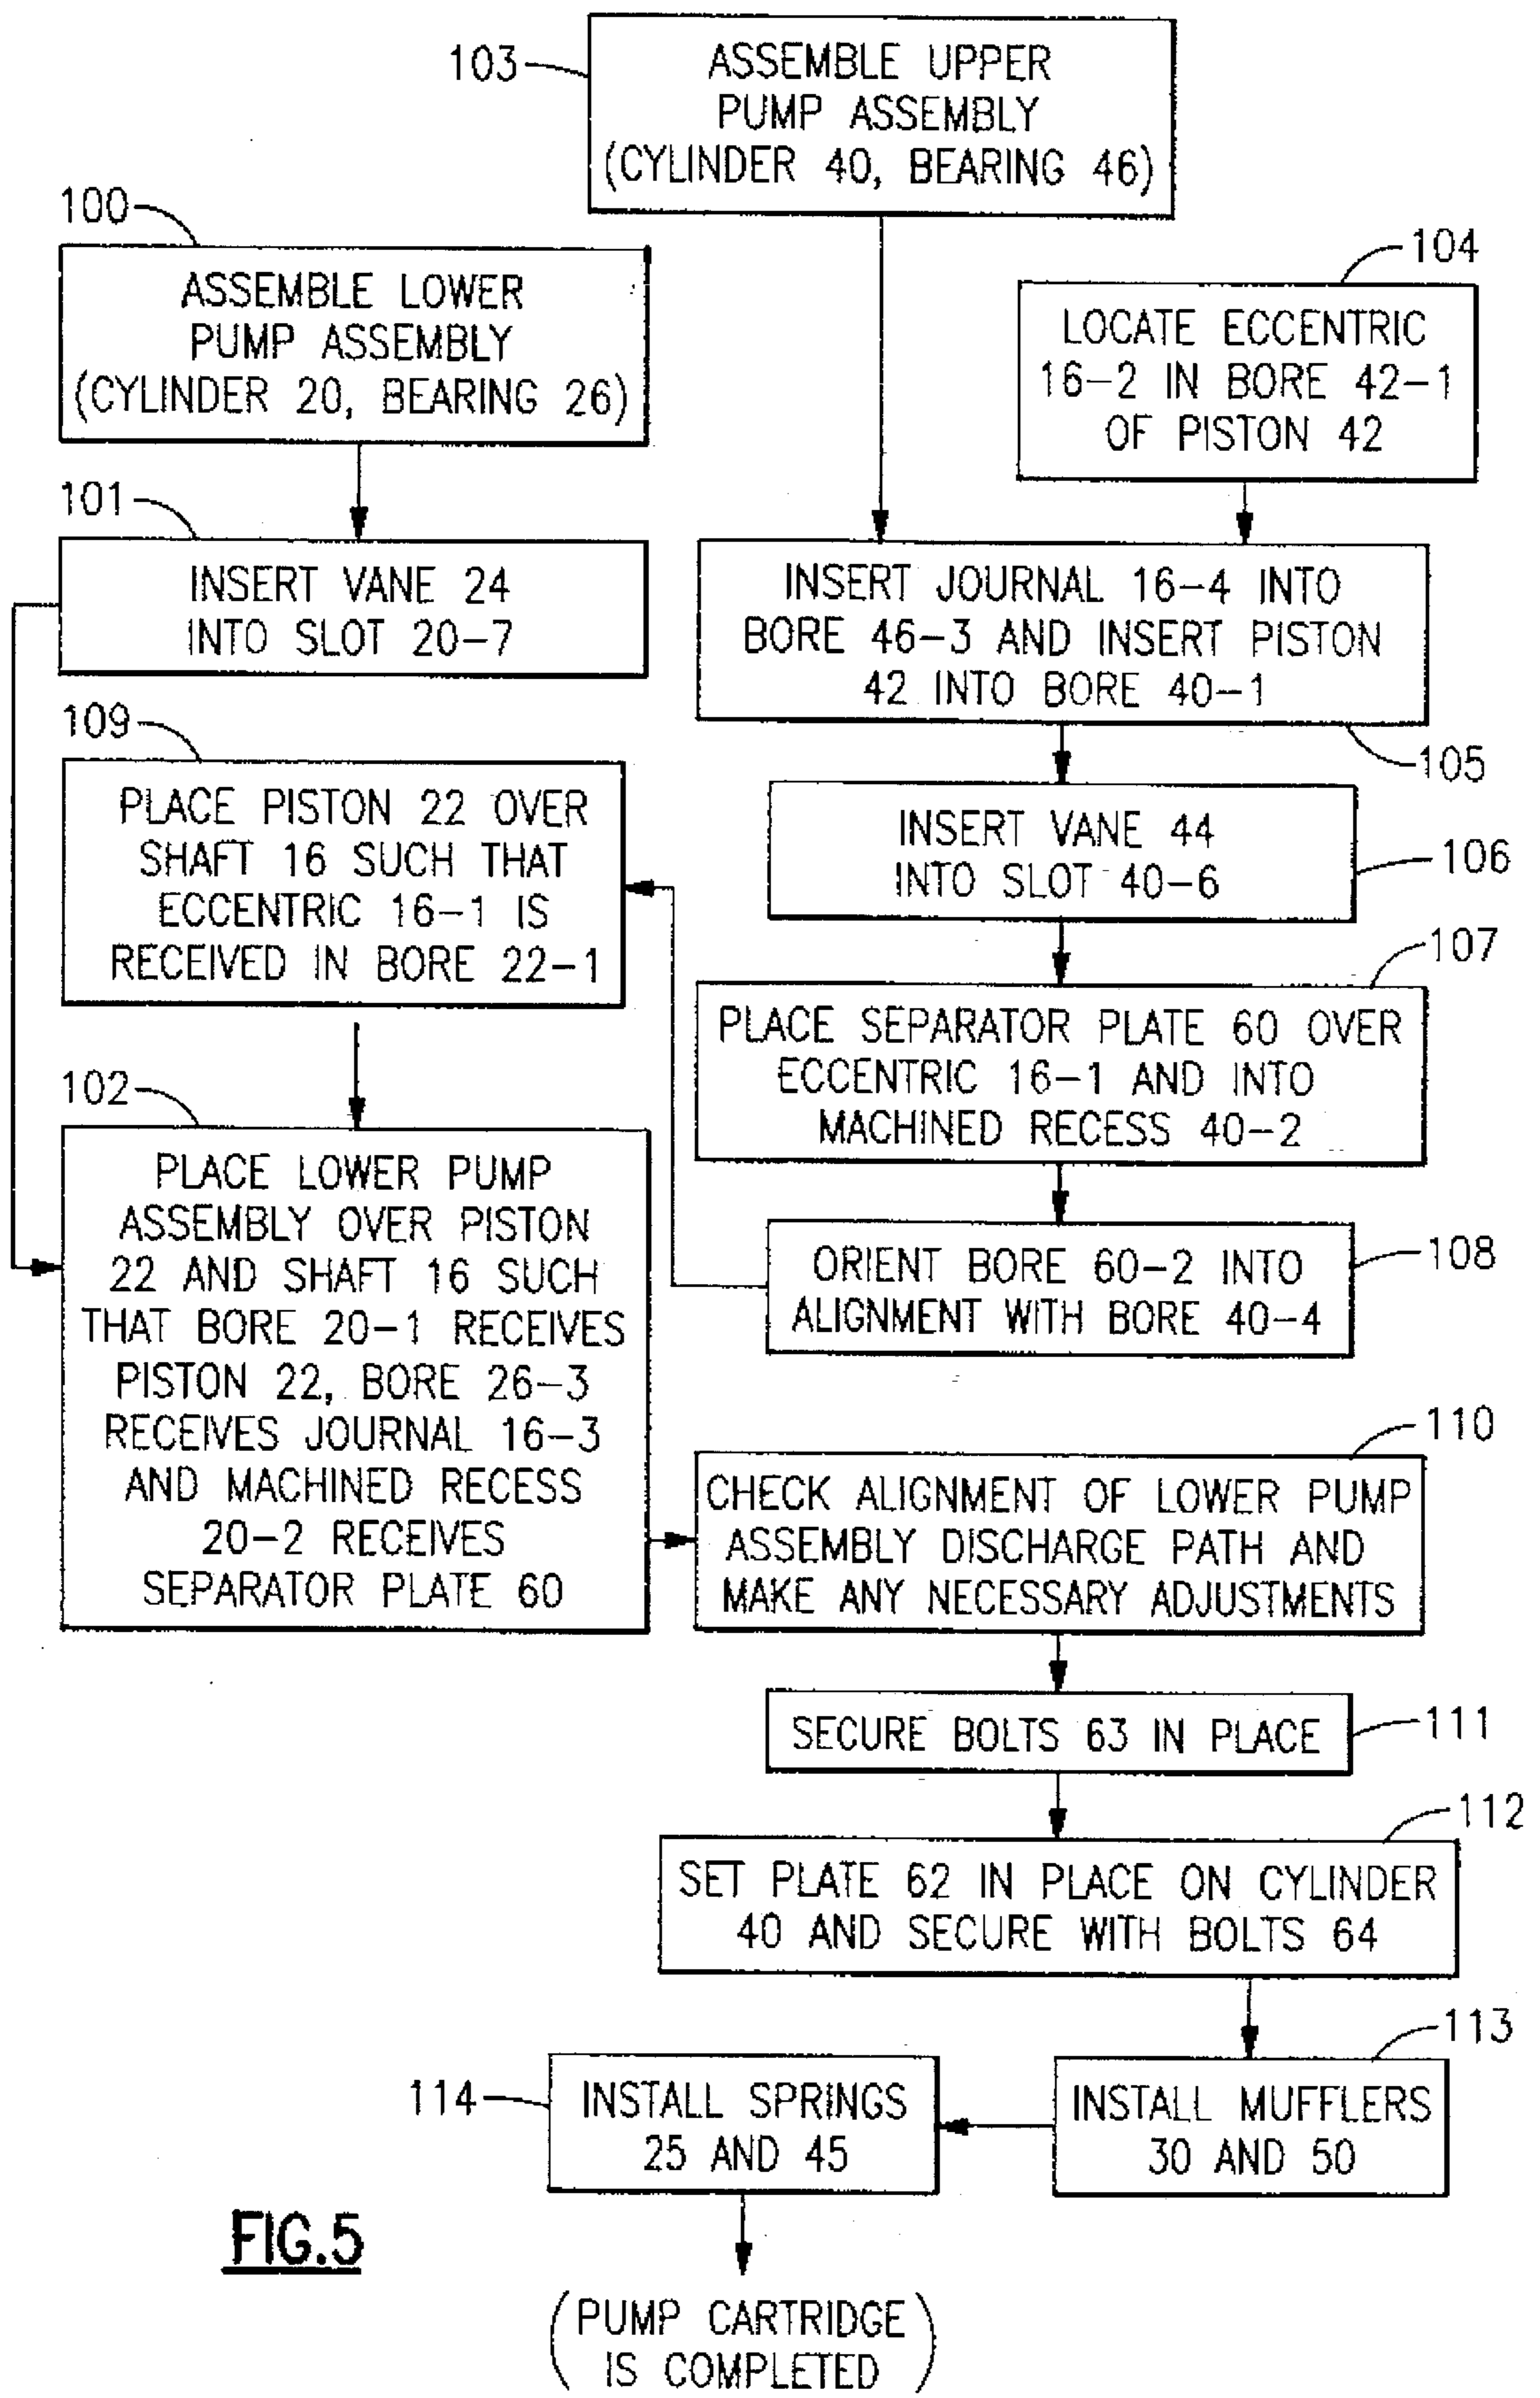 103
ASSEMBLE UPPER
PUMP ASSEMBLY
(CYLINDER 40, BEARING 46)
100
ASSEMBLE LOWER
PUMP ASSEMBLY
(CYLINDER 20, BEARING 26)
104
LOCATE ECCENTRIC
16-2 IN BORE 42-1
OF PISTON 42
101
INSERT VANE 24
INTO SLOT 20-7
INSERT JOURNAL 16-4 INTO
BORE 46-3 AND INSERT PISTON
42 INTO BORE 40-1
105
109
PLACE PISTON 22 OVER
SHAFT 16 SUCH THAT
ECCENTRIC 16-1 IS
RECEIVED IN BORE 22-1
INSERT VANE 44
INTO SLOT 40-6
106
107
PLACE SEPARATOR PLATE 60 OVER
ECCENTRIC 16-1 AND INTO
MACHINED RECESS 40-2
102
PLACE LOWER PUMP
ASSEMBLY OVER PISTON
22 AND SHAFT 16 SUCH
THAT BORE 20-1 RECEIVES
PISTON 22, BORE 26-3
RECEIVES JOURNAL 16-3
AND MACHINED RECESS
20-2 RECEIVES
SEPARATOR PLATE 60
ORIENT BORE 60-2 INTO
ALIGNMENT WITH BORE 40-4
108
110
CHECK ALIGNMENT OF LOWER PUMP
ASSEMBLY DISCHARGE PATH AND
MAKE ANY NECESSARY ADJUSTMENTS
SECURE BOLTS 63 IN PLACE
111
112
SET PLATE 62 IN PLACE ON CYLINDER
40 AND SECURE WITH BOLTS 64
113
INSTALL MUFFLERS
30 AND 50
114
INSTALL SPRINGS
25 AND 45
FIG.5
(PUMP CARTRIDGE
IS COMPLETED)